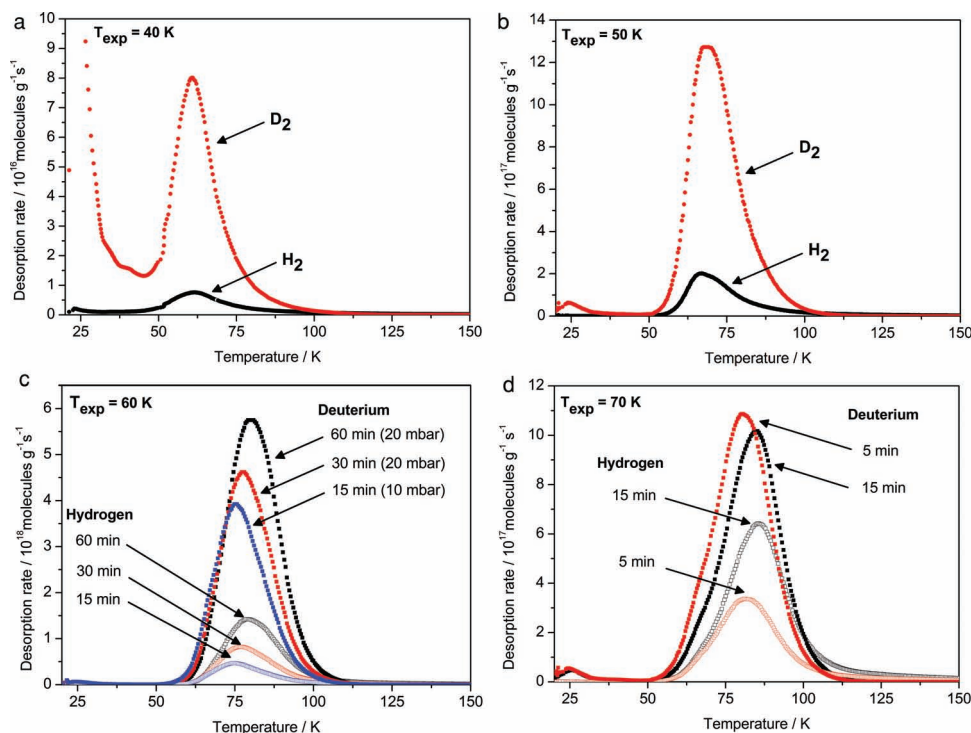 a
T_exp = 40 K
Desorption rate / 10^16 molecules g^-1 s^-1
10
9
8
7
6
5
4
3
2
1
0
D_2
H_2
25 50 75 100 125 150
Temperature / K
b
T_exp = 50 K
Desorption rate / 10^17 molecules g^-1 s^-1
14
12
10
8
6
4
2
0
D_2
H_2
25 50 75 100 125 150
Temperature / K
c
T_exp = 60 K
Desorption rate / 10^18 molecules g^-1 s^-1
6
5
4
3
2
1
0
Deuterium
60 min (20 mbar)
30 min (20 mbar)
15 min (10 mbar)
Hydrogen
60 min
30 min
15 min
25 50 75 100 125 150
Temperature / K
d
T_exp = 70 K
Desorption rate / 10^17 molecules g^-1 s^-1
12
10
8
6
4
2
0
Deuterium
5 min
15 min
Hydrogen
15 min
5 min
25 50 75 100 125 150
Temperature / K